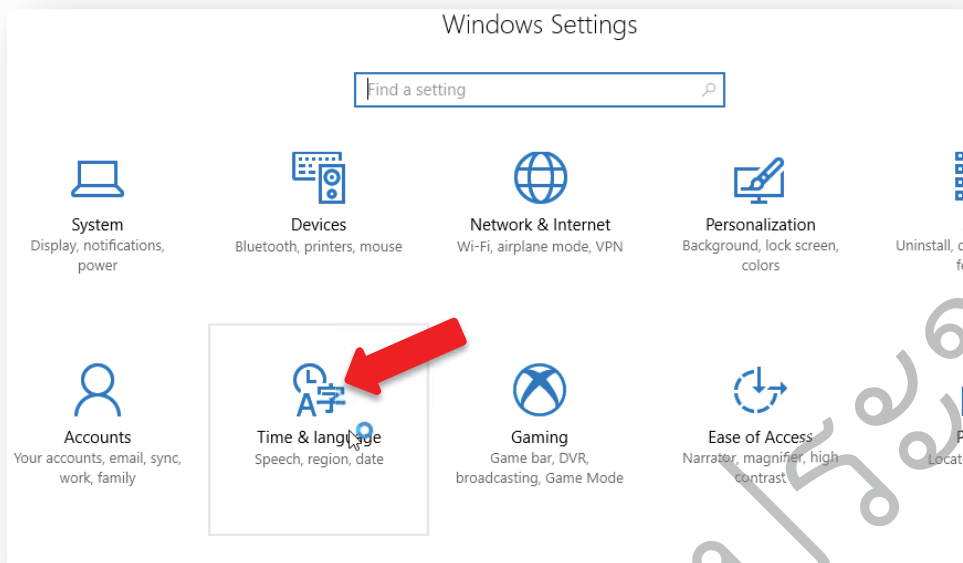 Windows Settings
Find a setting
System
Display, notifications,
power
Devices
Bluetooth, printers, mouse
Network & Internet
Wi-Fi, airplane mode, VPN
Personalization
Background, lock screen,
colors
Uninstall,
Accounts
Your accounts, email, sync,
work, family
Time & language
Speech, region, date
Gaming
Game bar, DVR,
broadcasting, Game Mode
Ease of Access
Narrator, magnifier, high
contrast